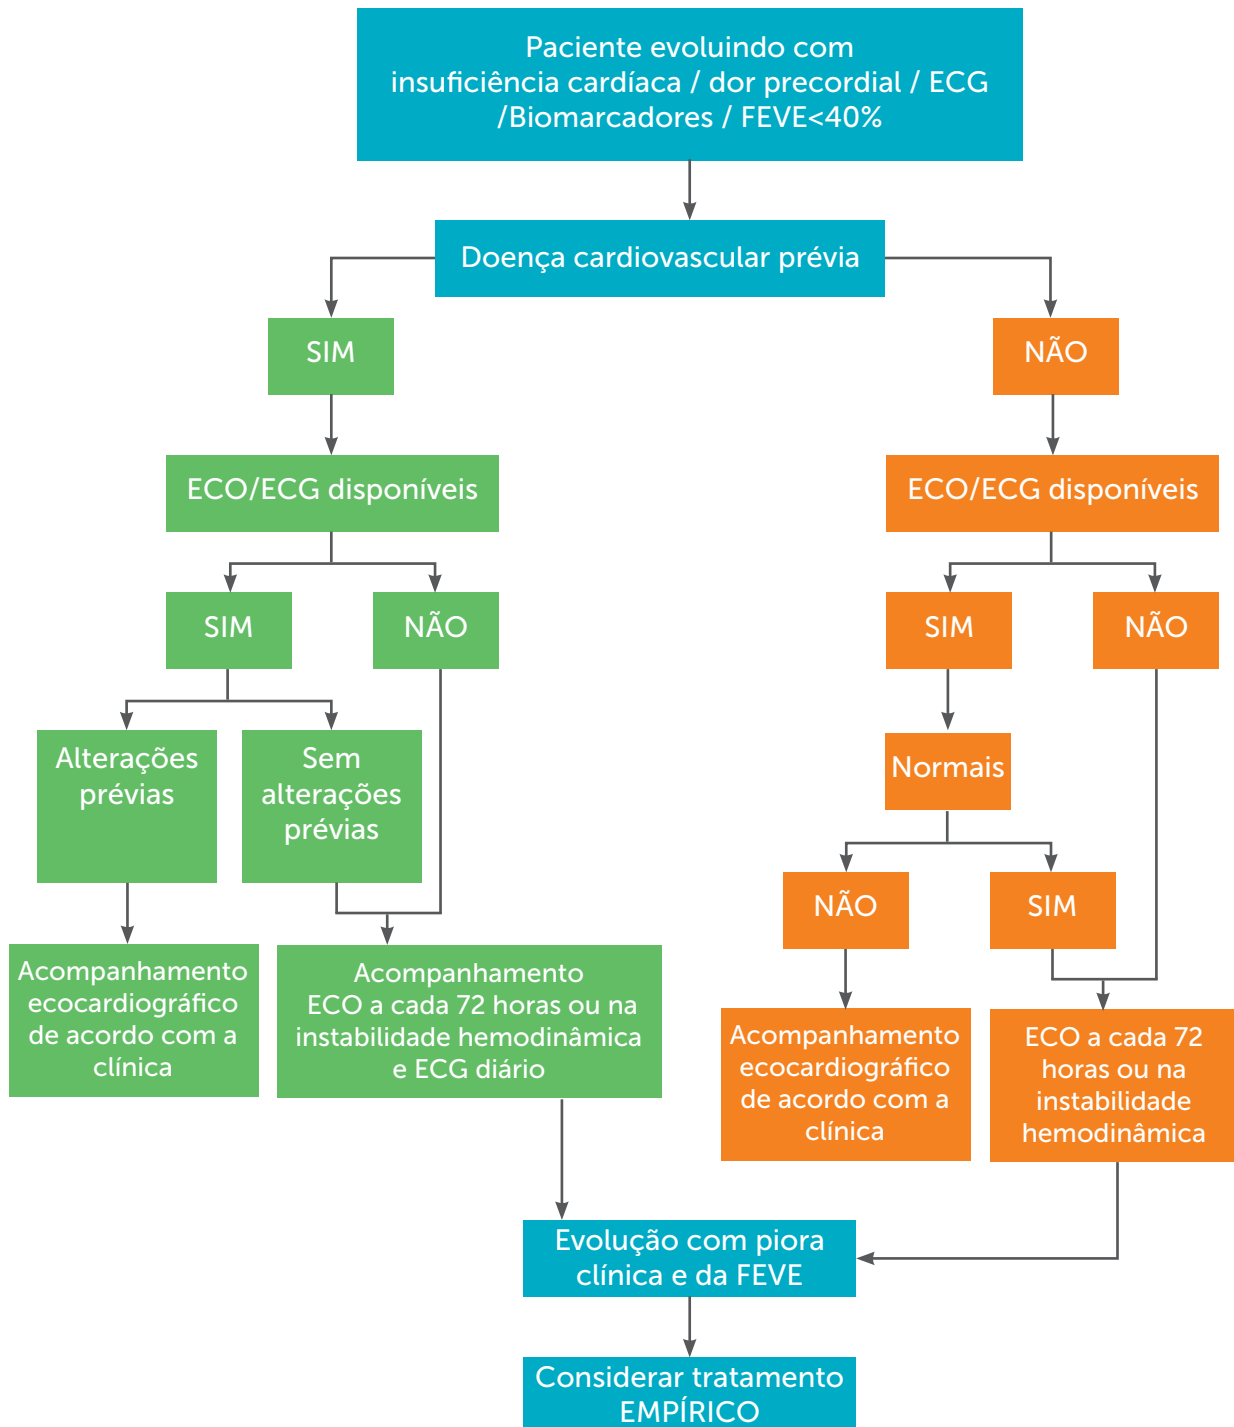 Paciente evoluindo com
insuficiência cardíaca / dor precordial / ECG
/Biomarcadores / FEVE<40%
Doença cardiovascular prévia
SIM
NÃO
ECO/ECG disponíveis
ECO/ECG disponíveis
SIM
NÃO
SIM
NÃO
Alterações
prévias
Sem
alterações
prévias
Normais
NÃO
SIM
Acompanhamento
ecocardiográfico
de acordo com a
clínica
Acompanhamento
ECO a cada 72 horas ou na
instabilidade hemodinâmica
e ECG diário
Acompanhamento
ecocardiográfico
de acordo com a
clínica
ECO a cada 72
horas ou na
instabilidade
hemodinâmica
Evolução com piora
clínica e da FEVE
Considerar tratamento
EMPÍRICO